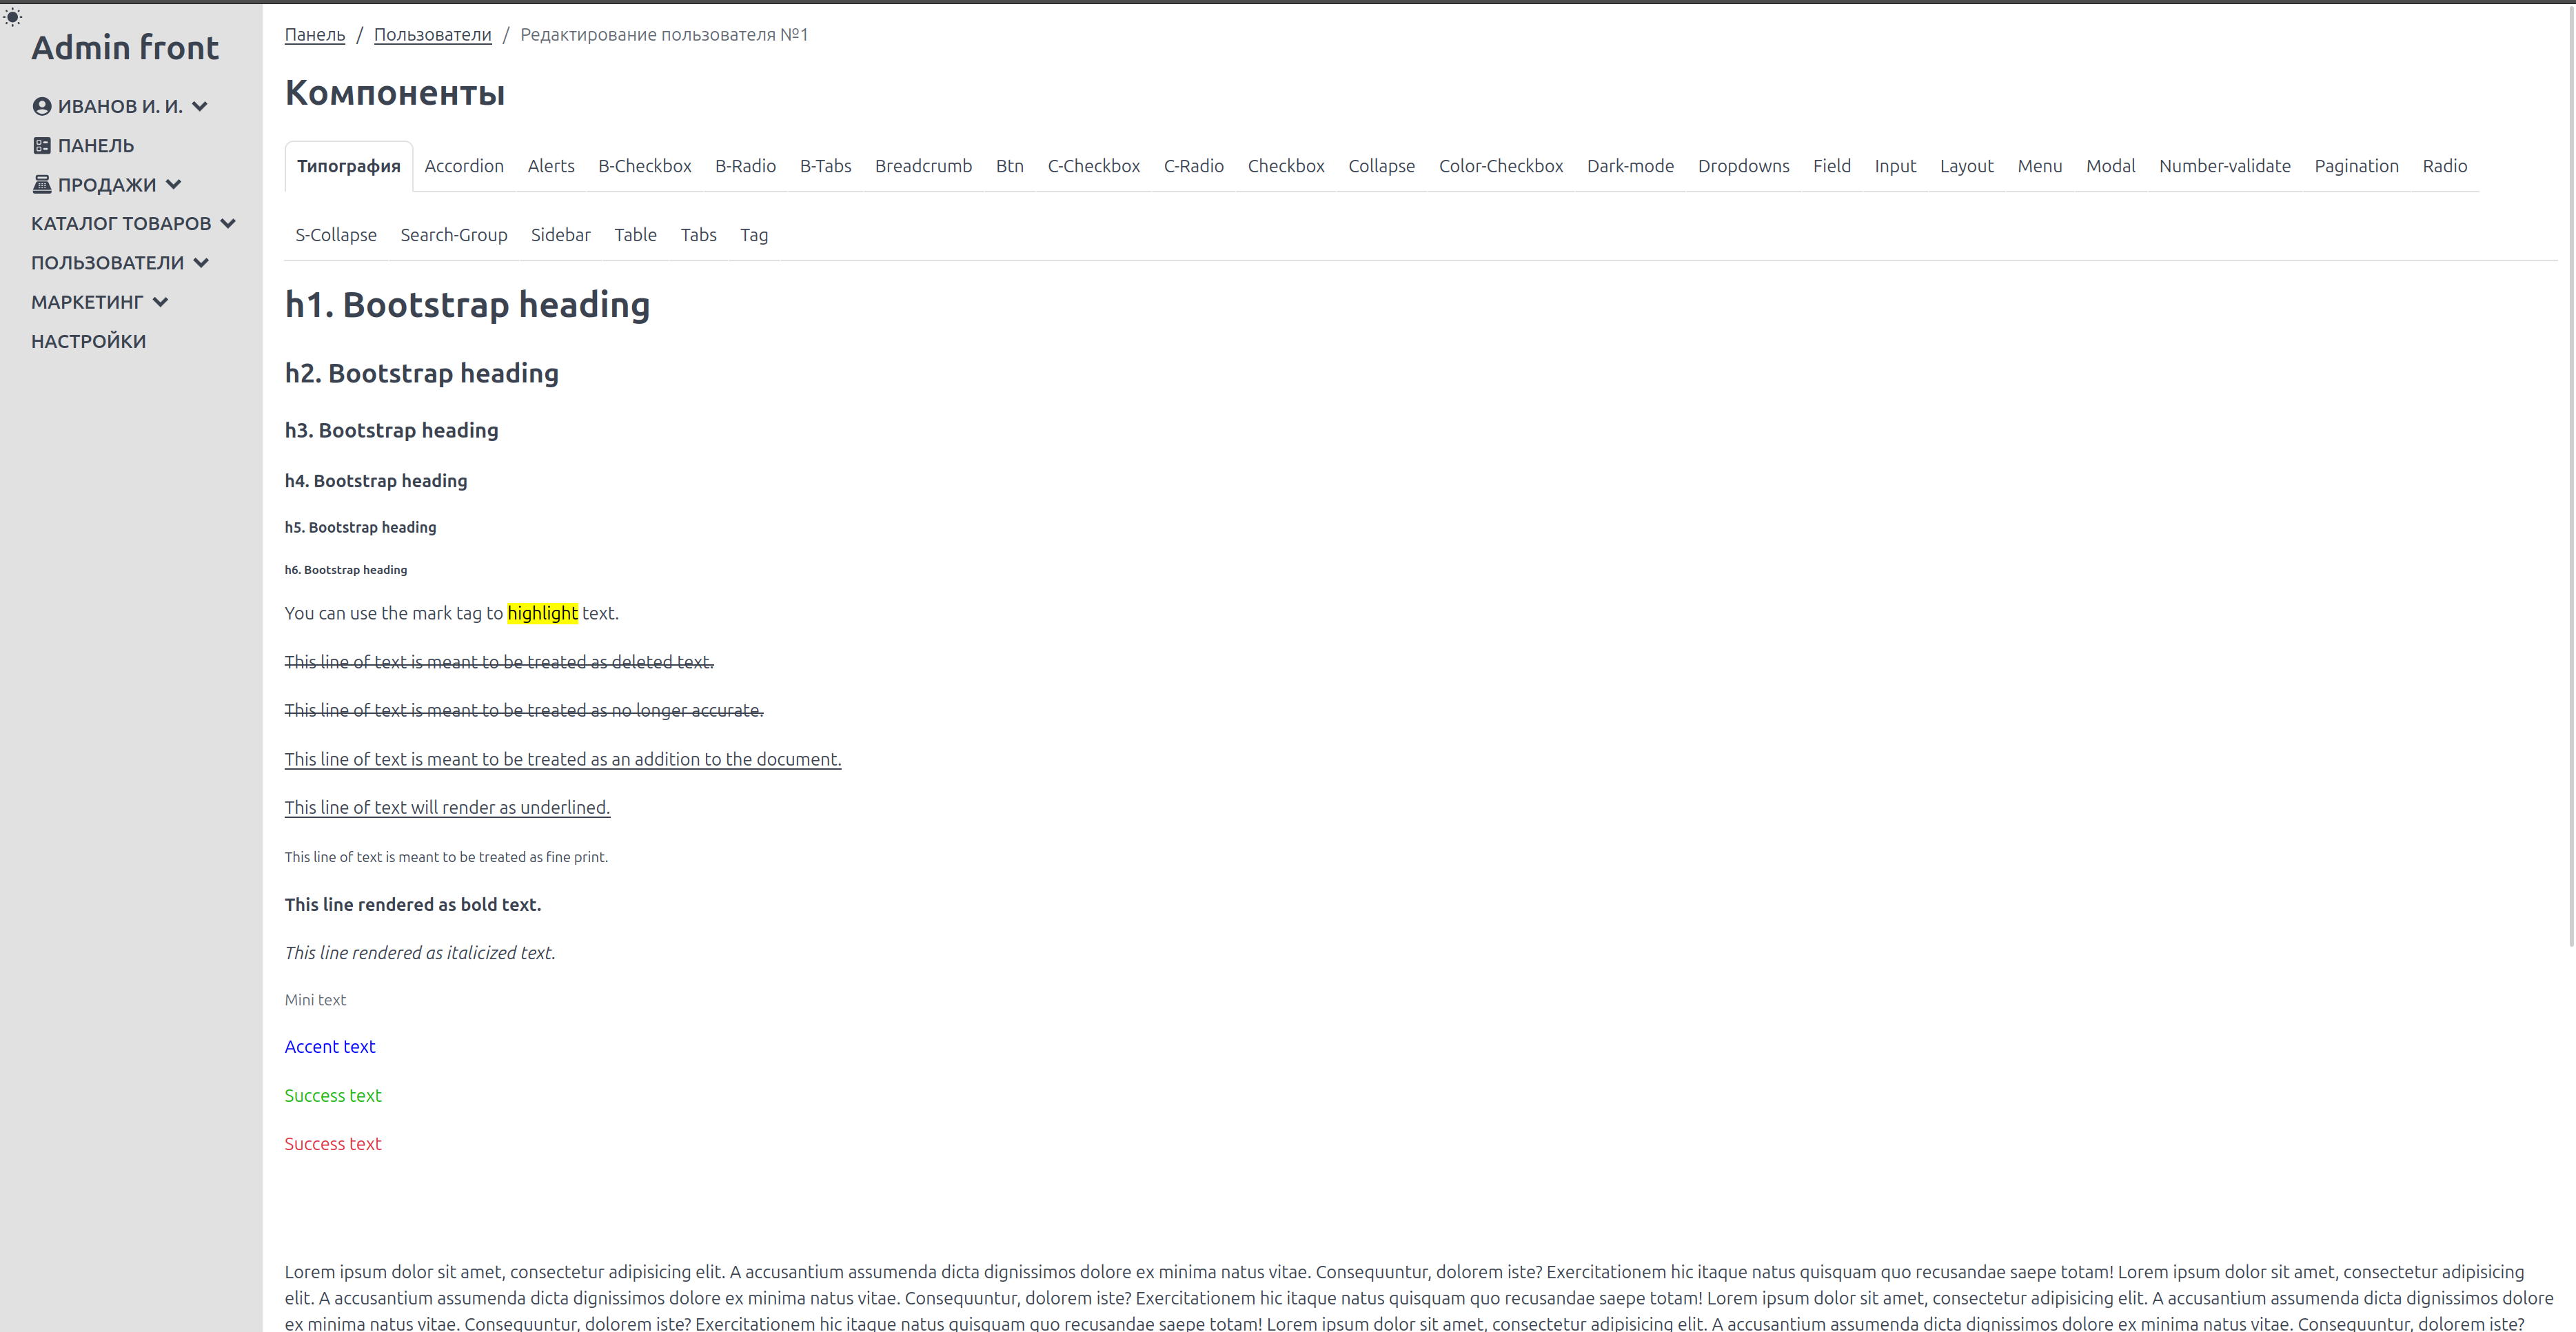 Admin front
ИВАНОВ И. И.
ПАНЕЛЬ
ПРОДАЖИ
КАТАЛОГ ТОВАРОВ
ПОЛЬЗОВАТЕЛИ
МАРКЕТИНГ
НАСТРОЙКИ
Панель / Пользователи / Редактирование пользователя №1
Компоненты
Типография Accordion Alerts B-Checkbox B-Radio B-Tabs Breadcrumb Btn C-Checkbox C-Radio Checkbox Collapse Color-Checkbox Dark-mode Dropdowns Field Input Layout Menu Modal Number-validate Pagination Radio
S-Collapse Search-Group Sidebar Table Tabs Tag
h1. Bootstrap heading
h2. Bootstrap heading
h3. Bootstrap heading
h4. Bootstrap heading
h5. Bootstrap heading
h6. Bootstrap heading
You can use the mark tag to highlight text.
This line of text is meant to be treated as deleted text.
This line of text is meant to be treated as no longer accurate.
This line of text is meant to be treated as an addition to the document.
This line of text will render as underlined.
This line of text is meant to be treated as fine print.
This line rendered as bold text.
This line rendered as italicized text.
Mini text
Accent text
Success text
Success text
Lorem ipsum dolor sit amet, consectetur adipisicing elit. A accusantium assumenda dicta dignissimos dolore ex minima natus vitae. Consequuntur, dolorem iste? Exercitationem hic itaque natus quisquam quo recusandae saepe totam! Lorem ipsum dolor sit amet, consectetur adipisicing
elit. A accusantium assumenda dicta dignissimos dolore ex minima natus vitae. Consequuntur, dolorem iste? Exercitationem hic itaque natus quisquam quo recusandae saepe totam! Lorem ipsum dolor sit amet, consectetur adipisicing elit. A accusantium assumenda dicta dignissimos dolore
ex minima natus vitae. Consequuntur, dolorem iste? Exercitationem hic itaque natus quisquam quo recusandae saepe totam! Lorem ipsum dolor sit amet, consectetur adipisicing elit. A accusantium assumenda dicta dignissimos dolore ex minima natus vitae. Consequuntur, dolorem iste?